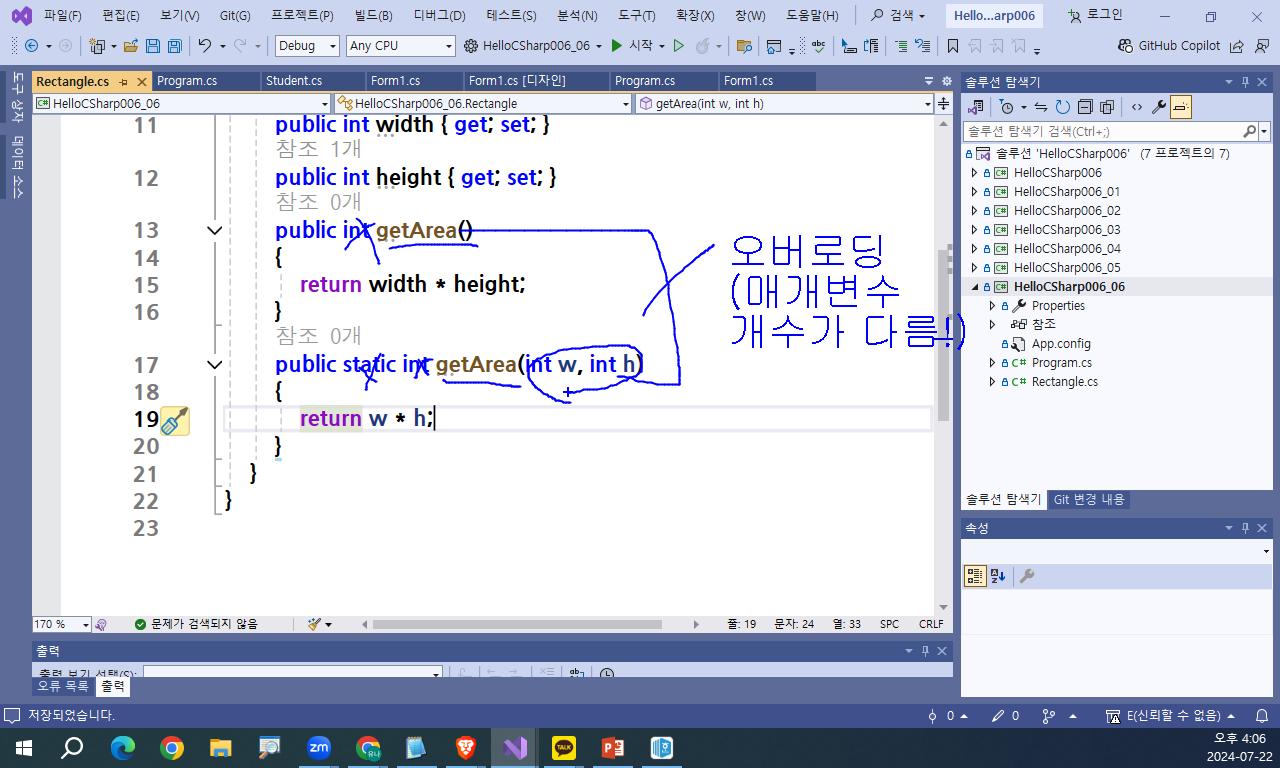 파일(F) 편집(E) 보기(V) Git(G) 프로젝트(P) 빌드(B) 디버그(D) 테스트(S) 분석(N) 도구(T) 확장(X) 창(W) 도움말(H) 검색 Hello...arp006 로그인
Debug Any CPU HelloCSharp006_06 시작 GitHub Copilot
도구 상자
데이터 소스
Rectangle.cs Program.cs Student.cs Form1.cs Form1.cs [디자인] Program.cs Form1.cs
HelloCSharp006_06 HelloCSharp006_06.Rectangle getArea(int w, int h)
11 public int width { get; set; }
참조 1개
12 public int height { get; set; }
참조 0개
13 public int getArea()
14 {
15 return width * height;
16 }
참조 0개
17 public static int getArea(int w, int h)
18 {
19 return w * h;
20 }
21 }
22 }
23
오버로딩
(매개변수
개수가 다름!)
170 % 문제가 검색되지 않음 줄: 19 문자: 24 열: 33 SPC CRLF
출력
출력 보기 선택(S):
오류 목록 출력
솔루션 탐색기
솔루션 탐색기 검색(Ctrl+;)
솔루션 'HelloCSharp006' (7 프로젝트의 7)
HelloCSharp006
HelloCSharp006_01
HelloCSharp006_02
HelloCSharp006_03
HelloCSharp006_04
HelloCSharp006_05
HelloCSharp006_06
Properties
참조
App.config
Program.cs
Rectangle.cs
솔루션 탐색기 Git 변경 내용
속성
저장되었습니다. 0 0 E(신뢰할 수 없음)
zm TALK
오후 4:06
2024-07-22